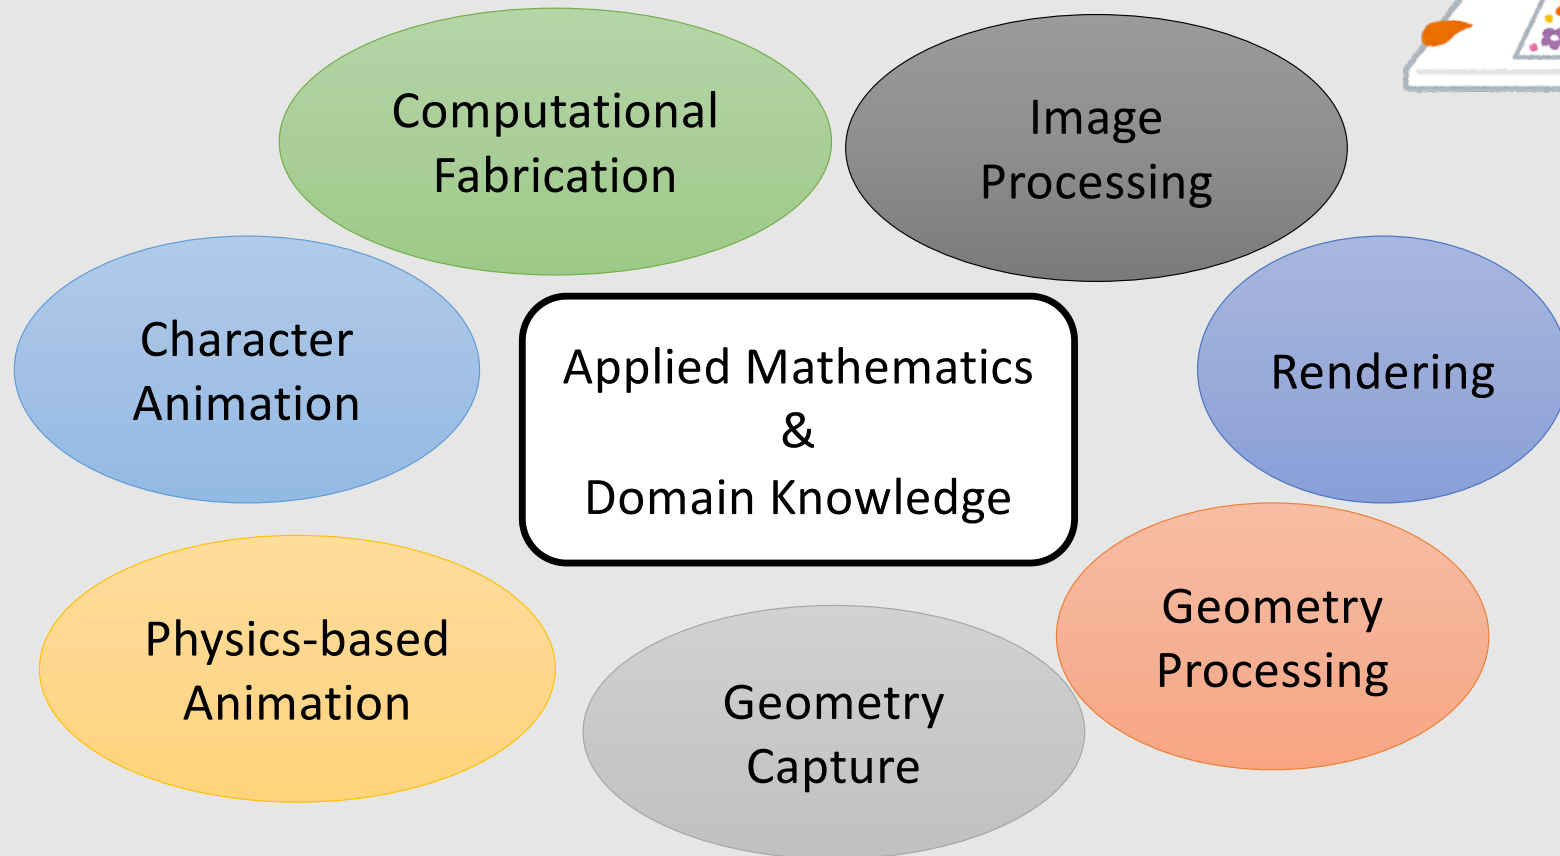 Computational
Fabrication
Image
Processing
Character
Animation
Applied Mathematics
&
Domain Knowledge
Rendering
Physics-based
Animation
Geometry
Capture
Geometry
Processing